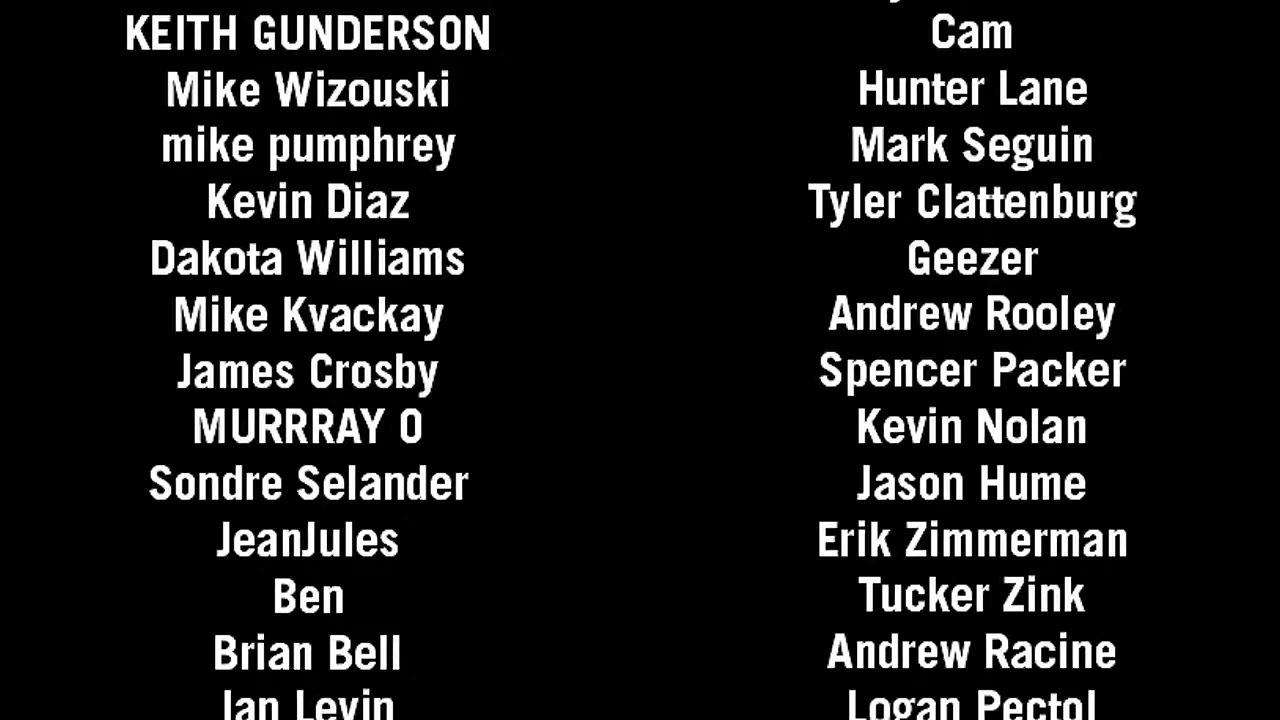 KEITH GUNDERSON
Mike Wizouski
mike pumphrey
Kevin Diaz
Dakota Williams
Mike Kvackay
James Crosby
MURRRAY O
Sondre Selander
JeanJules
Ben
Brian Bell
Ian Levin
Cam
Hunter Lane
Mark Seguin
Tyler Clattenburg
Geezer
Andrew Rooley
Spencer Packer
Kevin Nolan
Jason Hume
Erik Zimmerman
Tucker Zink
Andrew Racine
Logan Pectol